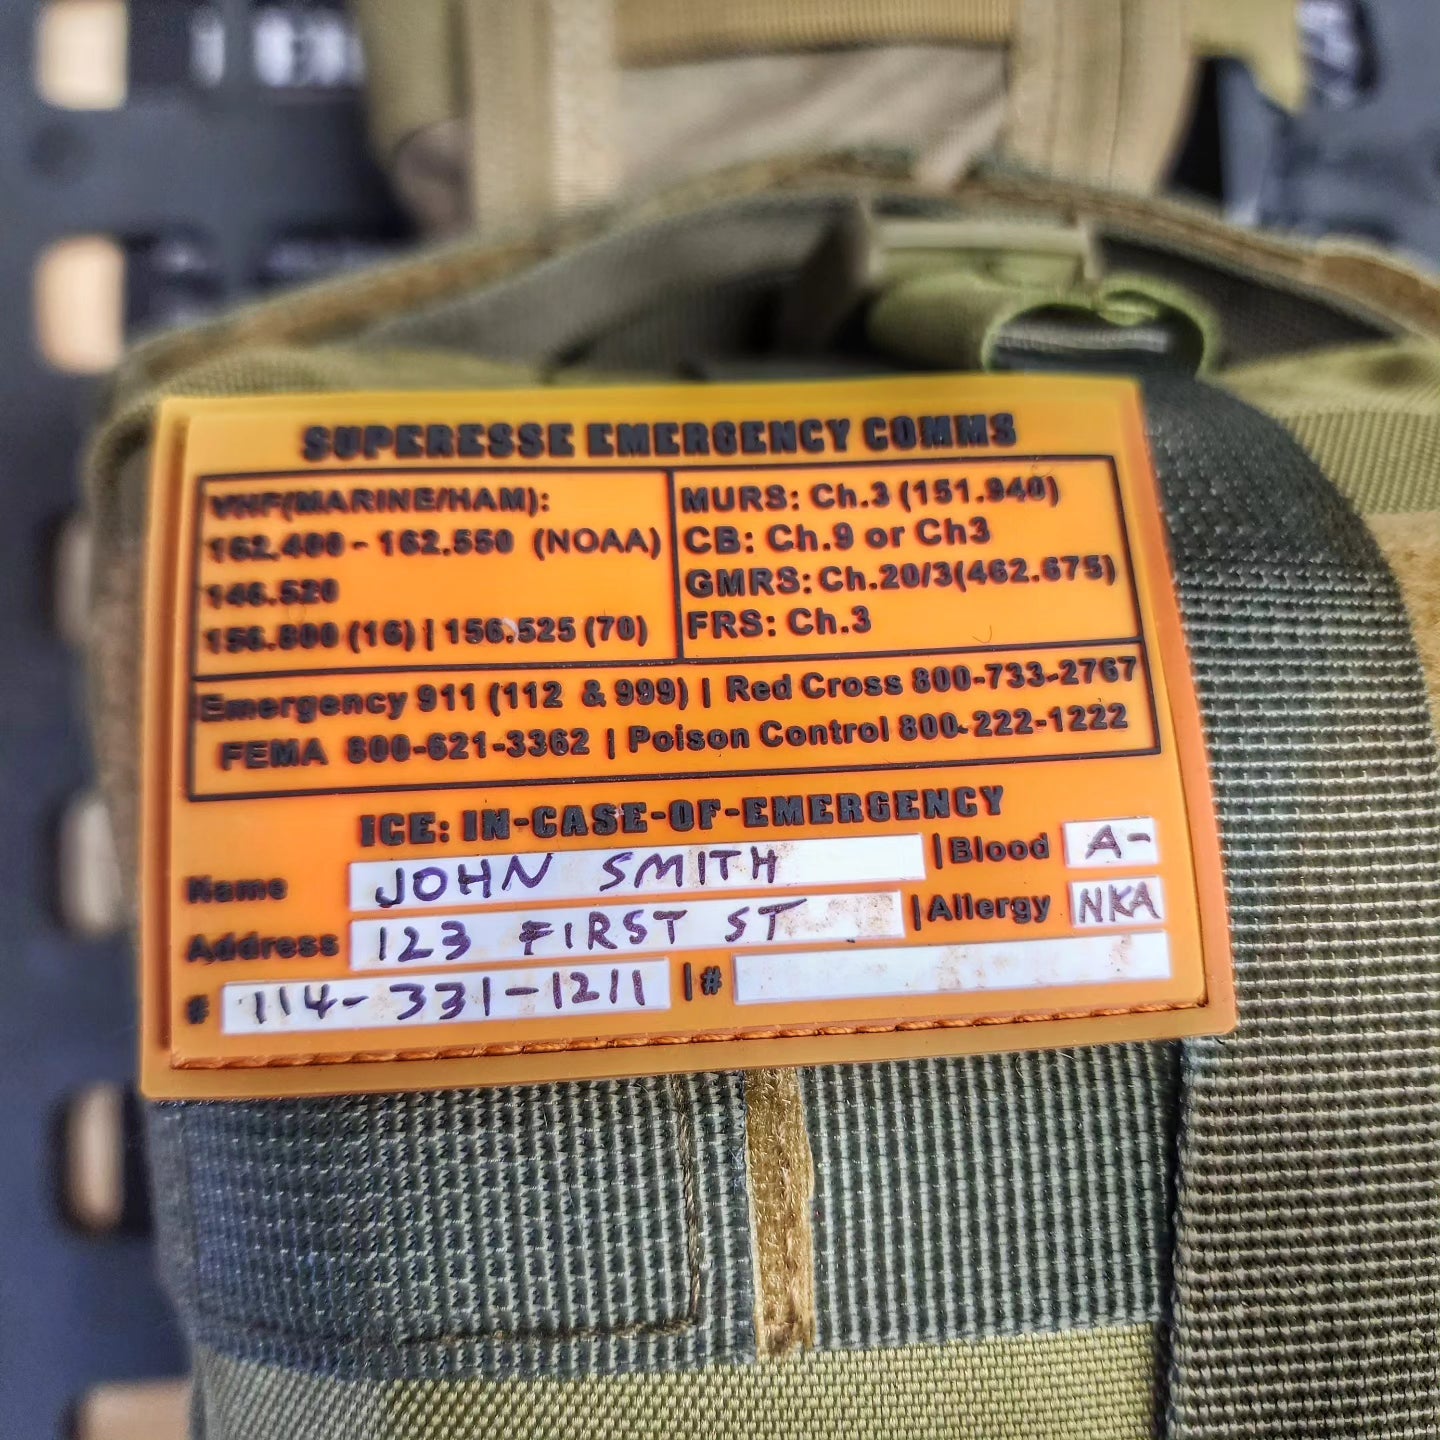 SUPERESSE EMERGENCY COMMS
VHF(MARINE/HAM):
162.400 - 162.550 (NOAA)
146.520
156.800 (16) | 156.525 (70)
MURS: Ch.3 (151.940)
CB: Ch.9 or Ch3
GMRS: Ch.20/3(462.675)
FRS: Ch.3
Emergency 911 (112 & 999) | Red Cross 800-733-2767
FEMA 800-621-3362 | Poison Control 800-222-1222
ICE: IN-CASE-OF-EMERGENCY
Name JOHN SMITH | Blood A-
Address 123 FIRST ST | Allergy NKA
# 114-331-1211 | #